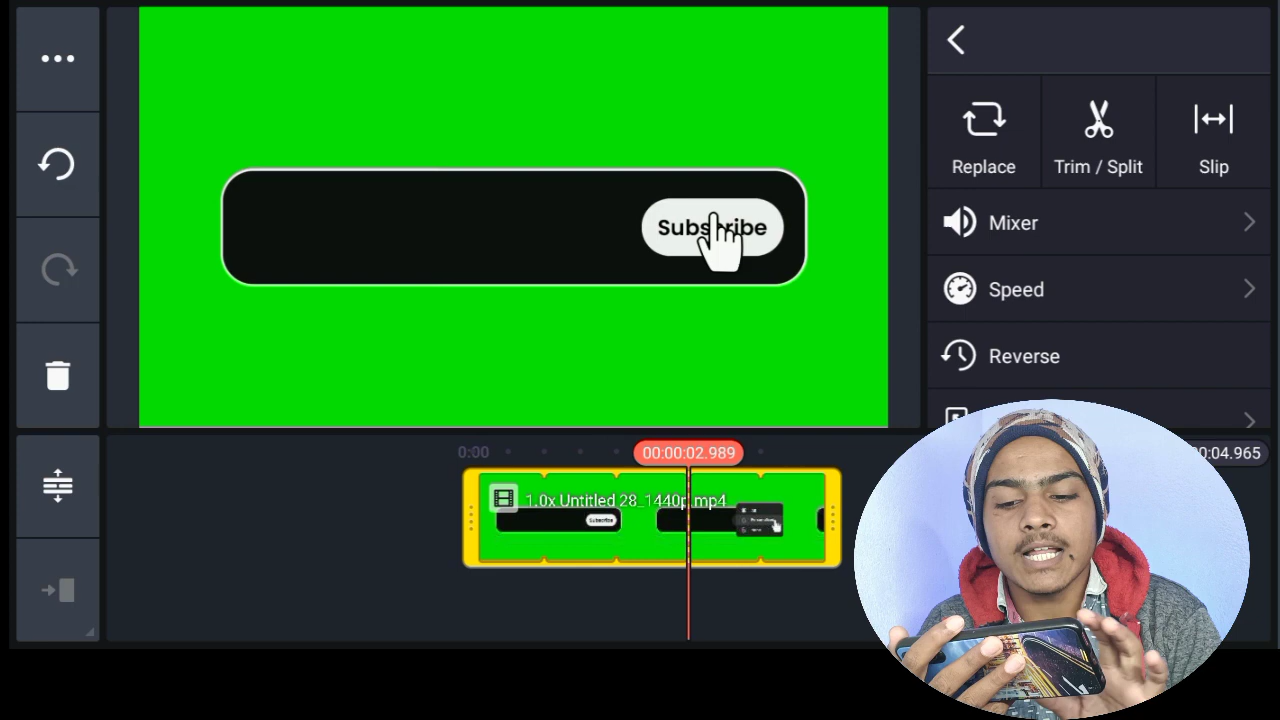 Subscribe
Replace
Trim / Split
Slip
Mixer
Speed
Reverse
0:00
00:00:02.989
00:04.965
1.0x Untitled 28_1440p.mp4
Subscribe